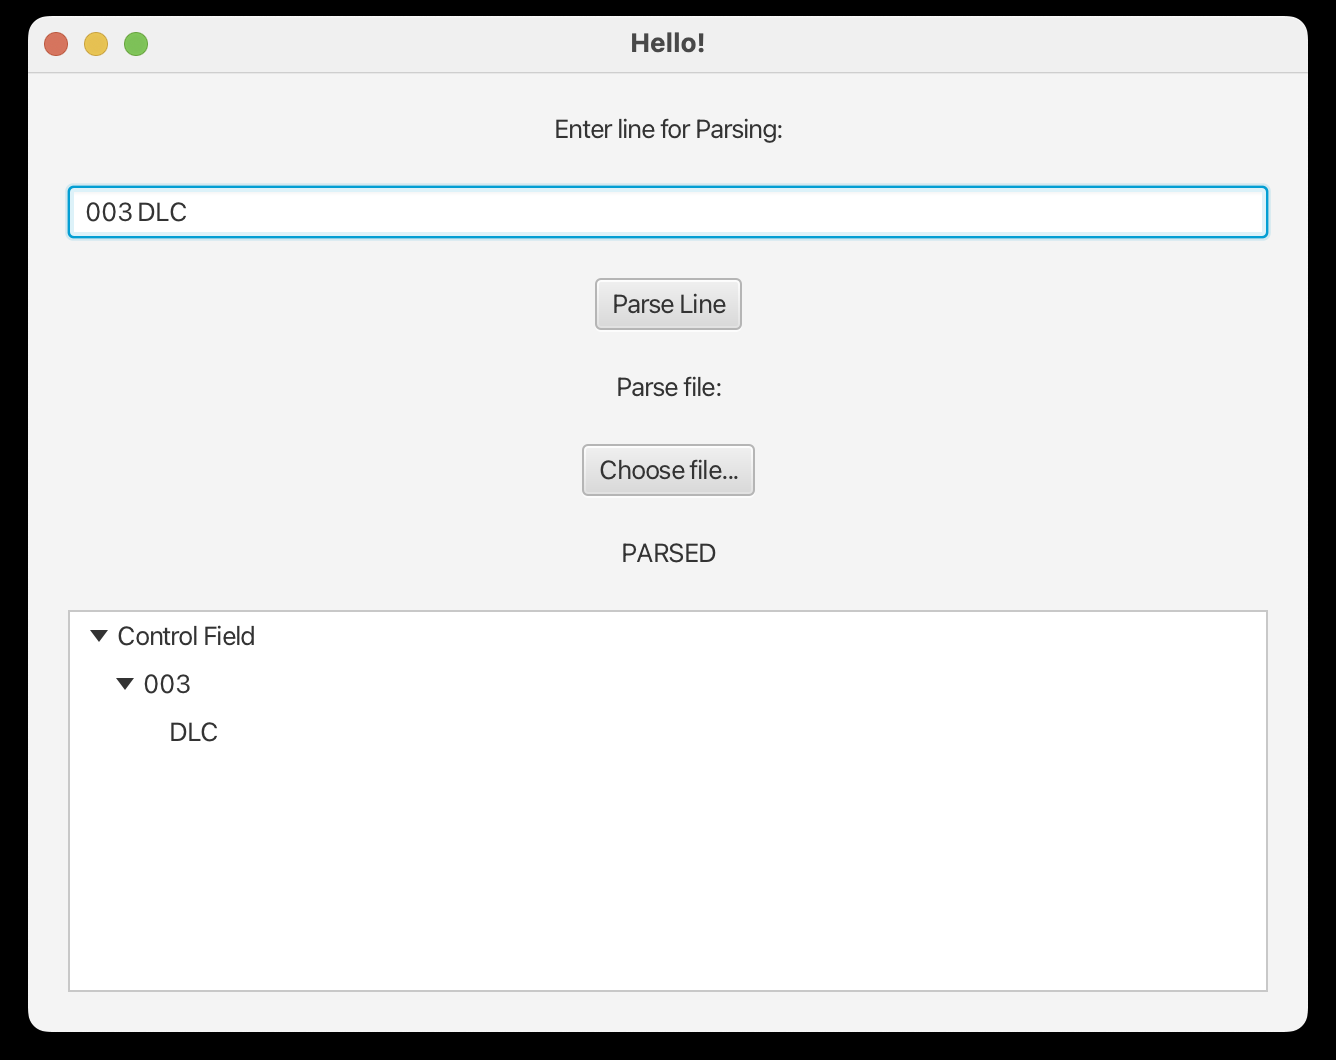 Hello!
Enter line for Parsing:
003 DLC
Parse Line
Parse file:
Choose file...
PARSED
Control Field
003
DLC